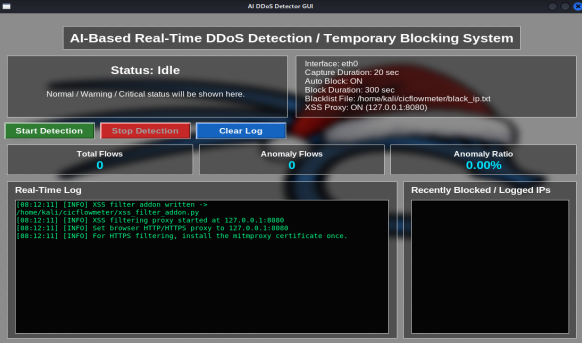 AI DDoS Detector GUI
AI-Based Real-Time DDoS Detection / Temporary Blocking System
Status: Idle
Normal / Warning / Critical status will be shown here.
Interface: eth0
Capture Duration: 20 sec
Auto Block: ON
Block Duration: 300 sec
Blacklist File: /home/kali/cicflowmeter/black_ip.txt
XSS Proxy: ON (127.0.0.1:8080)
Start Detection
Stop Detection
Clear Log
Total Flows
0
Anomaly Flows
0
Anomaly Ratio
0.00%
Real-Time Log
[08:12:11] [INFO] XSS filter addon written ->
/home/kali/cicflowmeter/xss_filter_addon.py
[08:12:11] [INFO] XSS filtering proxy started at 127.0.0.1:8080
[08:12:11] [INFO] Set browser HTTP/HTTPS proxy to 127.0.0.1:8080
[08:12:11] [INFO] For HTTPS filtering, install the mitmproxy certificate once.
Recently Blocked / Logged IPs